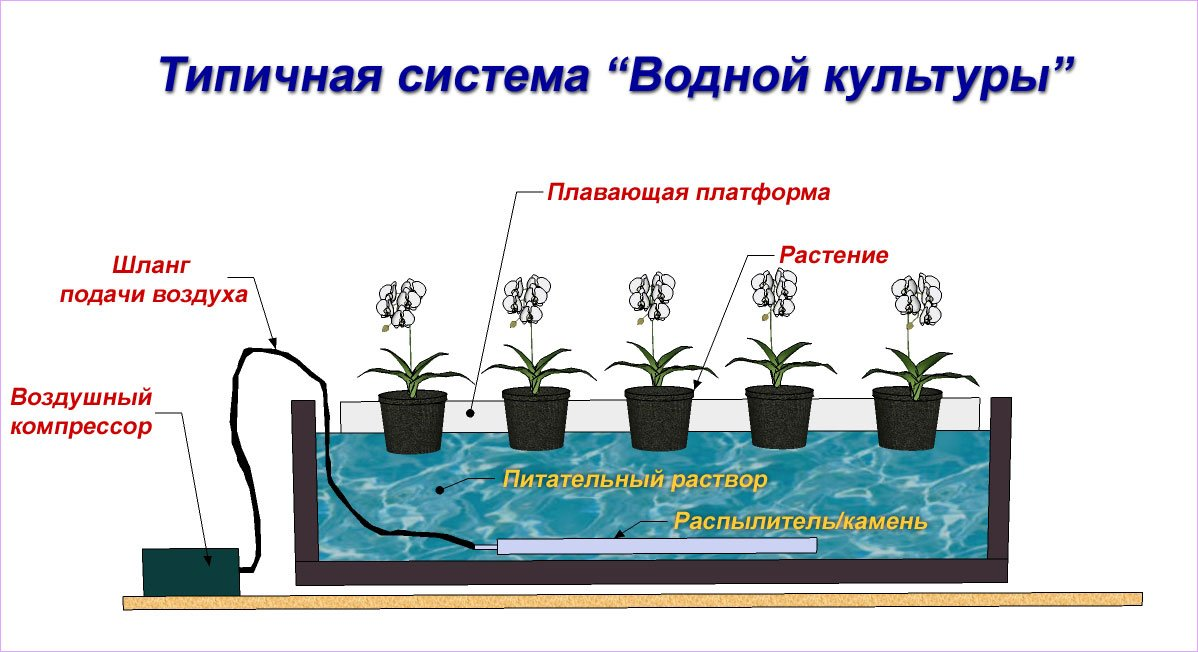 Типичная система “Водной культуры”
Плавающая платформа
Растение
Шланг
подачи воздуха
Воздушный
компрессор
Питательный раствор
Распылитель/камень